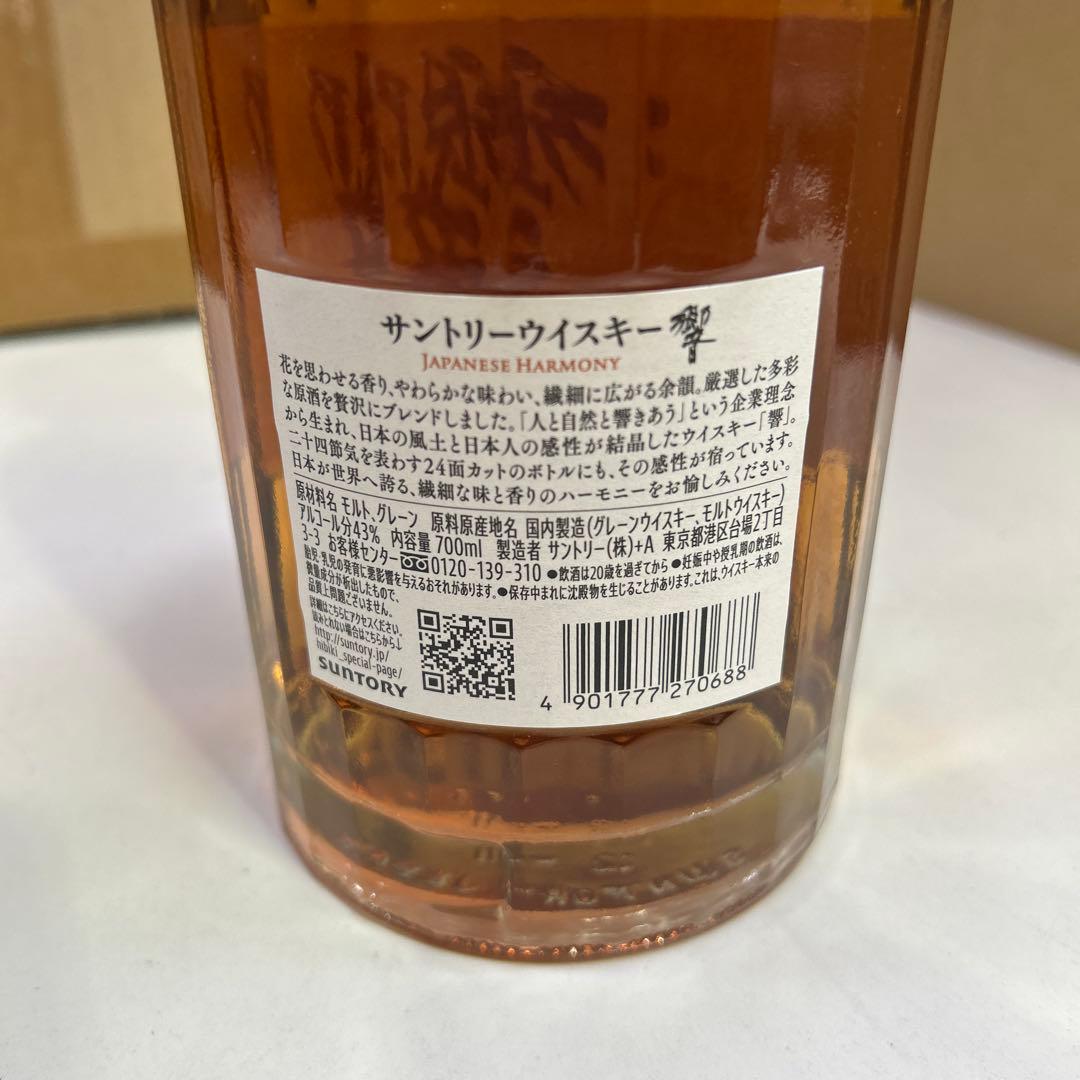 サントリーウイスキー響
JAPANESE HARMONY
花を思わせる香り、やわらかな味わい、繊細に広がる余韻。厳選した多彩
な原酒を贅沢にブレンドしました。「人と自然と響きあう」という企業理念
から生まれ、日本の風土と日本人の感性が結晶したウイスキー「響」。
二十四節気を表わす24面カットのボトルにも、その感性が宿っています。
日本が世界へ誇る、繊細な味と香りのハーモニーをお愉しみください。
原材料名 モルト、グレーン 原料原産地名 国内製造(グレーンウイスキー、モルトウイスキー)
アルコール分43% 内容量 700ml 製造者 サントリー(株)+A 東京都港区台場2丁目
3-3 お客様センター 0120-139-310 ●飲酒は20歳を過ぎてから ●妊娠中や授乳期の飲酒は、
胎児・乳児の発育に悪影響を与えるおそれがあります。●保存中まれに沈殿物を生じることがあります。これは、ウイスキー本来の
微量成分が析出したもので、
品質上問題ございません。
詳細はこちらにアクセスください。
読みとれない場合はこちらから↓
http://suntory.jp/
hibiki_special-page/
SUNTORY
4 901777 270688